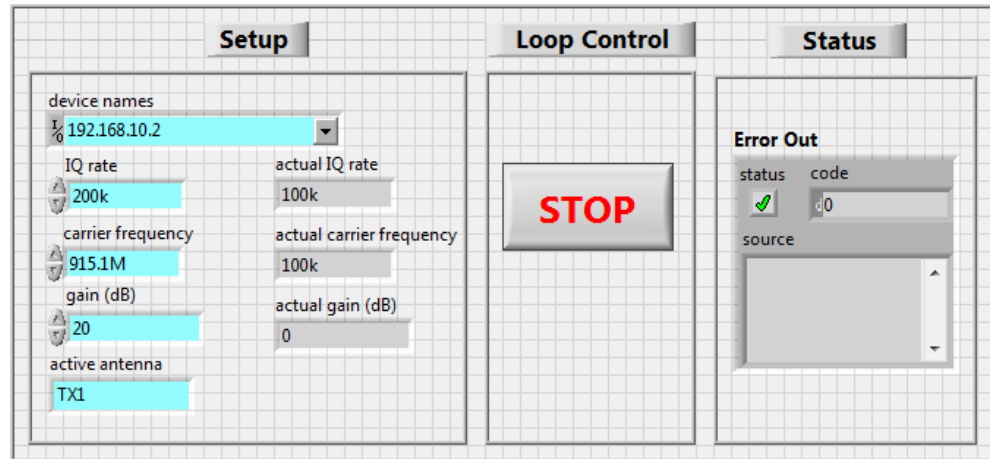 Setup
Loop Control
Status
device names
I/O 192.168.10.2
IQ rate
200k
actual IQ rate
100k
carrier frequency
915.1M
actual carrier frequency
100k
gain (dB)
20
actual gain (dB)
0
active antenna
TX1
STOP
Error Out
status
code
d 0
source